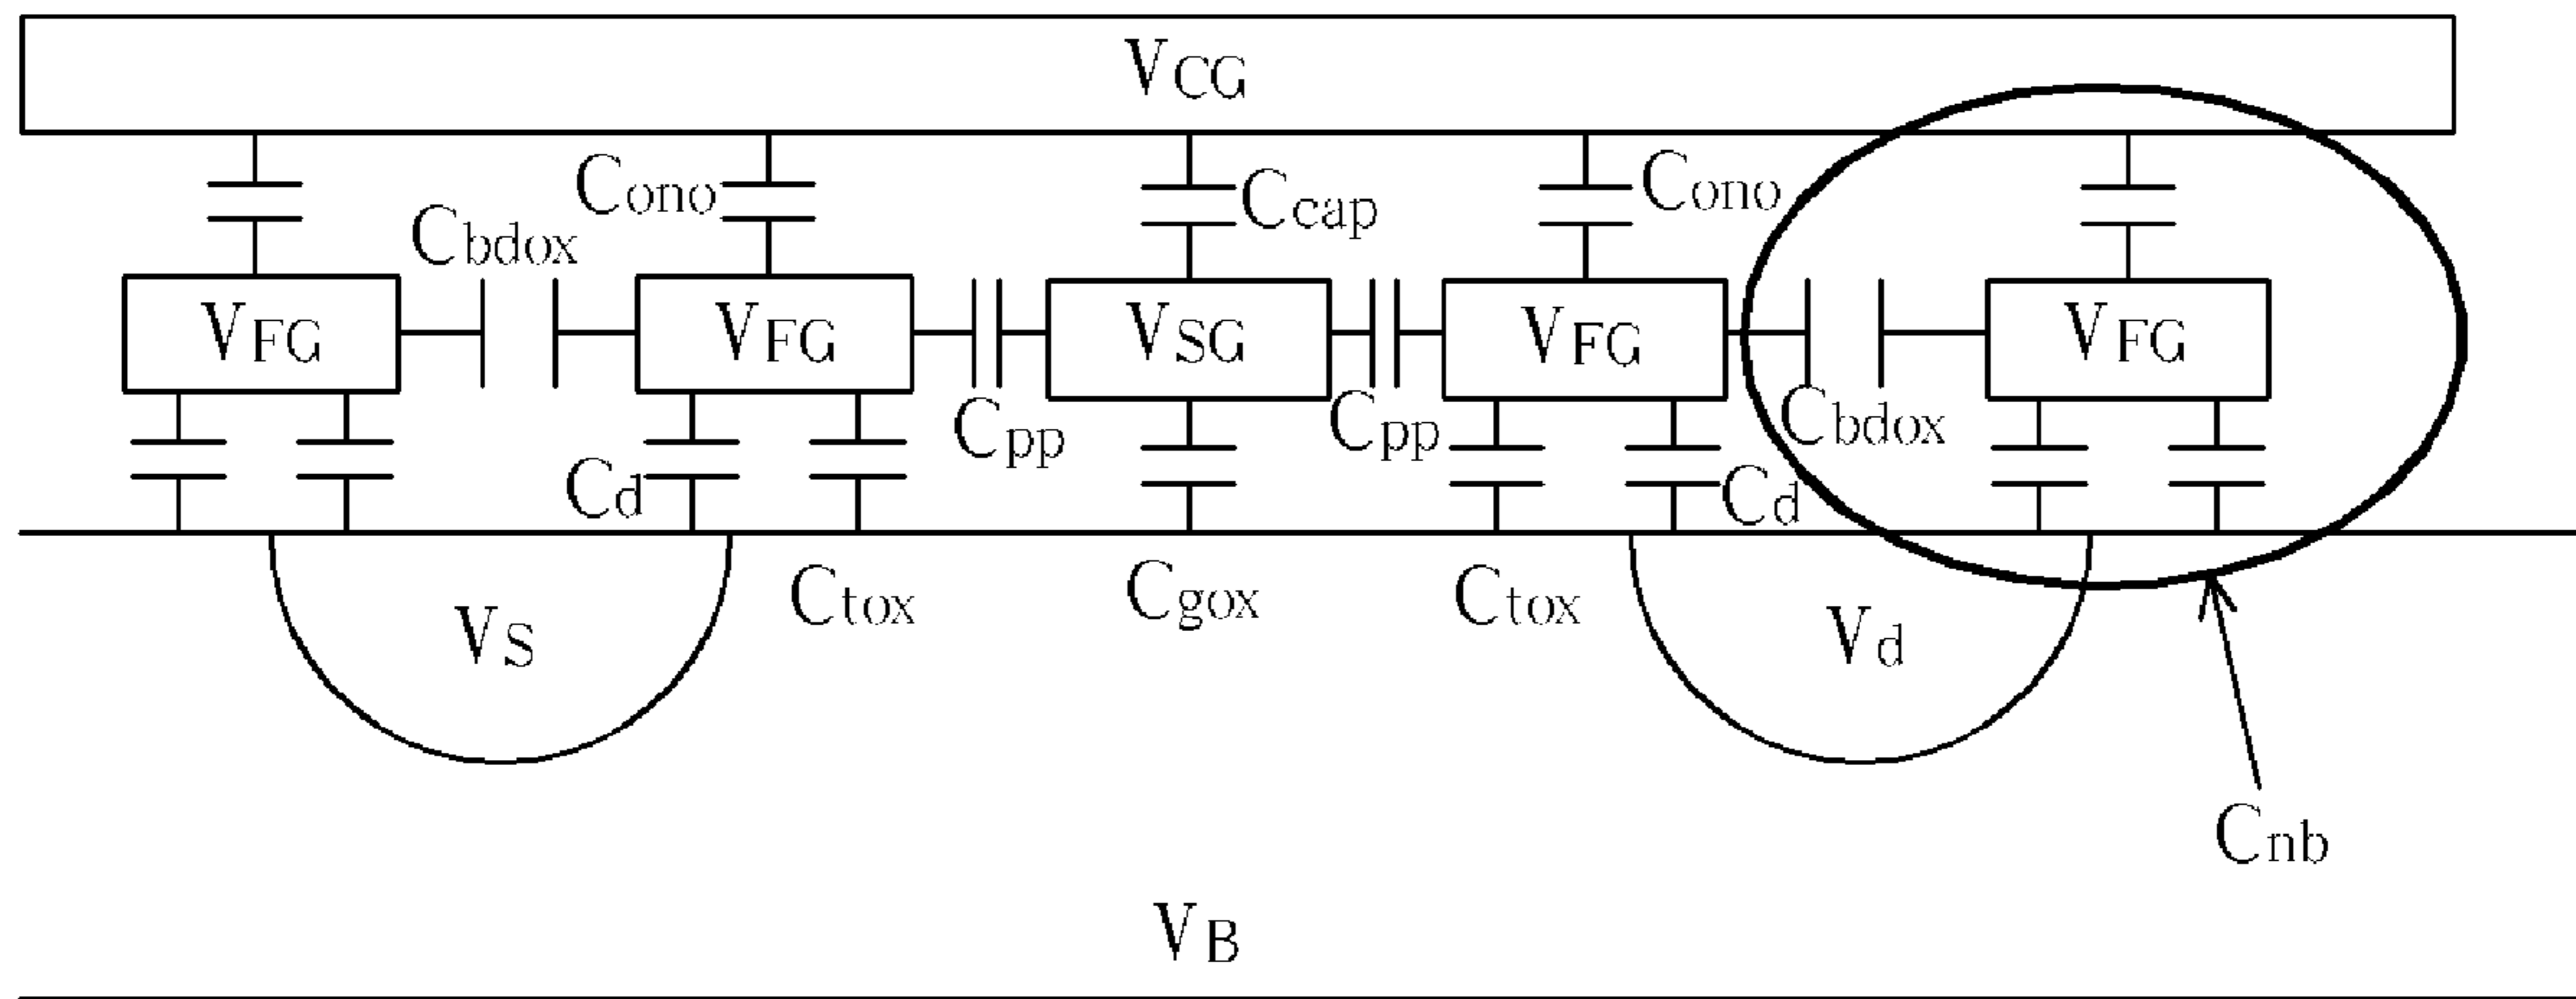 VCG
Cono Ccap Cono
Cbdox
VFG VFG VSG VFG VFG
Cpp Cpp Cbdox
Cd Cd
Ctox Cgox Ctox
VS Vd
Cnb
VB